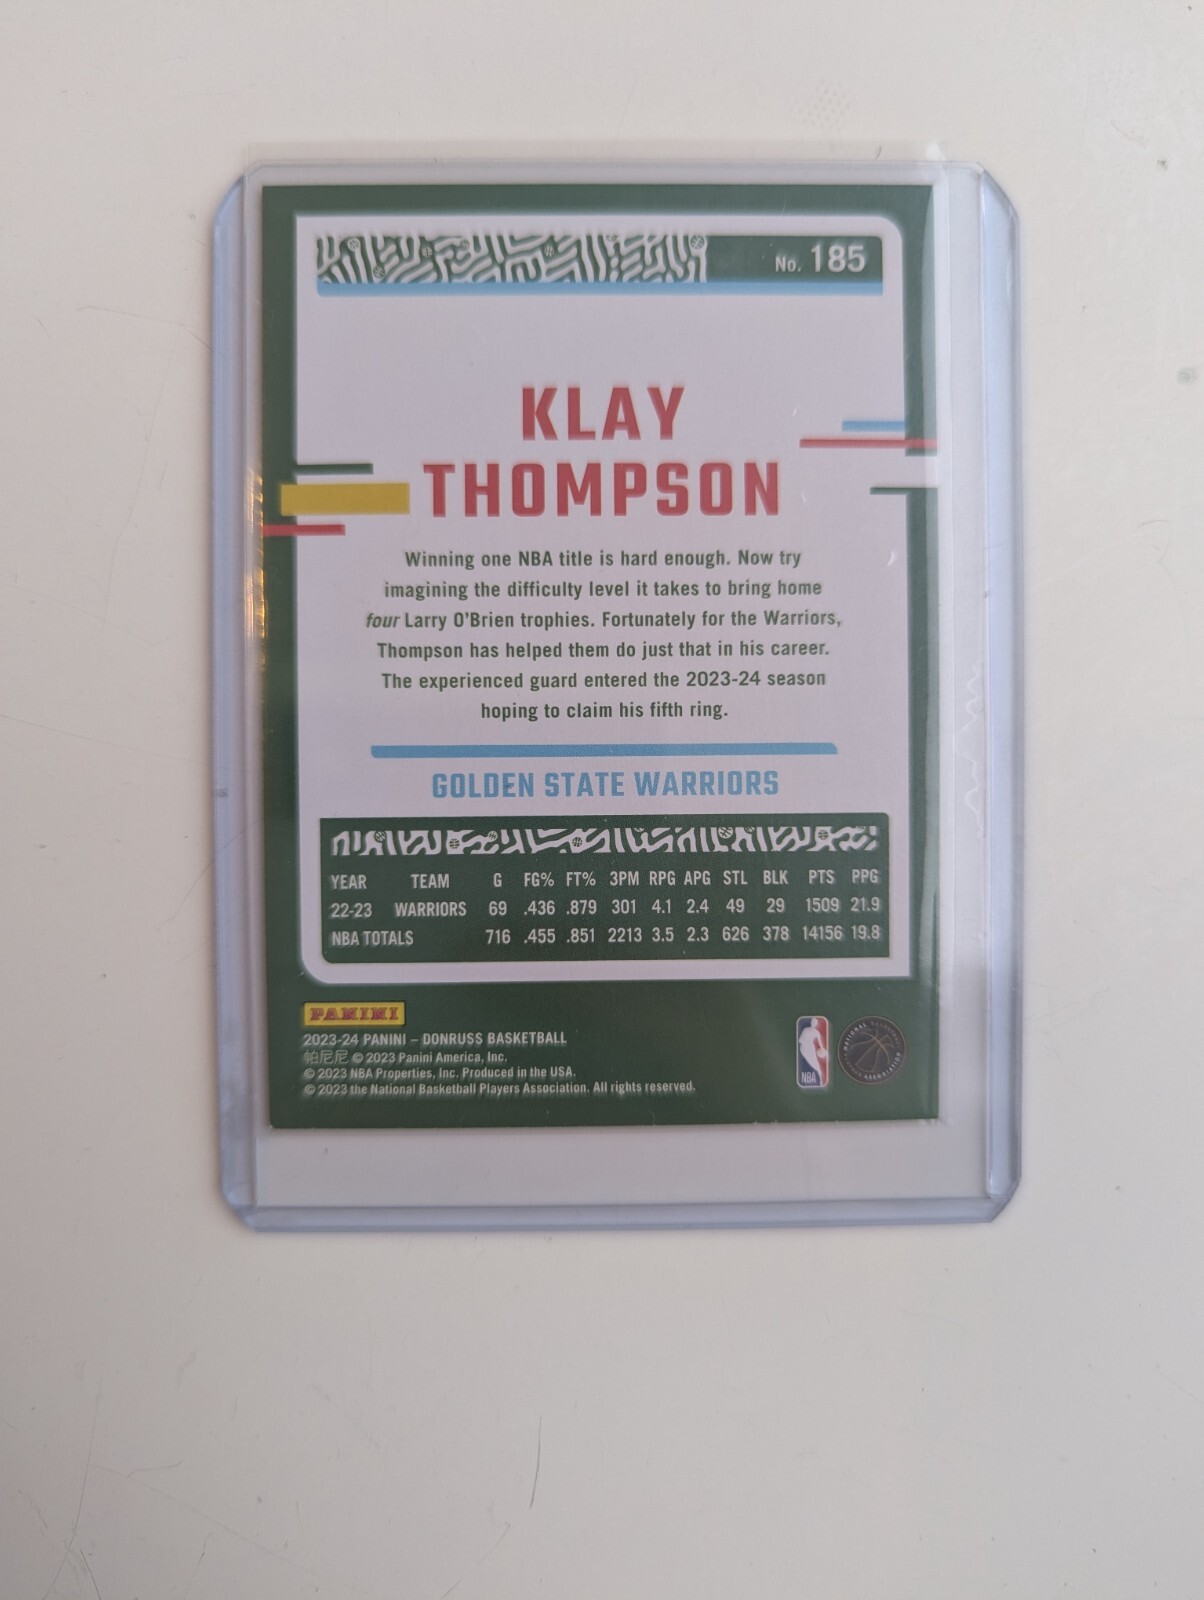 No. 185
KLAY
THOMPSON
Winning one NBA title is hard enough. Now try
imagining the difficulty level it takes to bring home
four Larry O'Brien trophies. Fortunately for the Warriors,
Thompson has helped them do just that in his career.
The experienced guard entered the 2023-24 season
hoping to claim his fifth ring.
GOLDEN STATE WARRIORS
YEAR TEAM G FG% FT% 3PM RPG APG STL BLK PTS PPG
22-23 WARRIORS 69 .436 .879 301 4.1 2.4 49 29 1509 21.9
NBA TOTALS 716 .455 .851 2213 3.5 2.3 626 378 14156 19.8
PANINI
2023-24 PANINI – DONRUSS BASKETBALL
帕尼尼 © 2023 Panini America, Inc.
© 2023 NBA Properties, Inc. Produced in the USA.
© 2023 the National Basketball Players Association. All rights reserved.
NBA
NATIONAL BASKETBALL PLAYERS ASSOCIATION